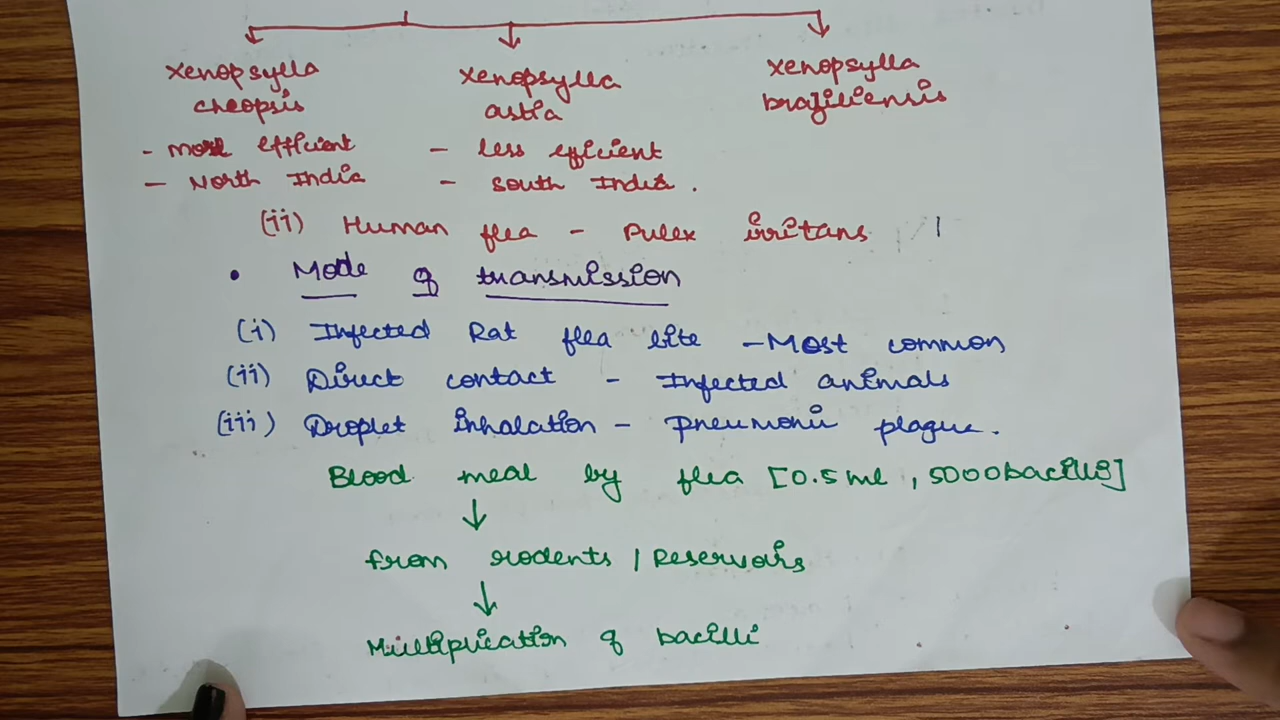 Xenopsylla cheopsis
Xenopsylla astia
Xenopsylla braziliensis
- most efficient
- North India
- less efficient
- South India.
(ii) Human flea - Pulex irritans
• Mode of transmission
(i) Infected Rat flea bite - Most common
(ii) Direct contact - Infected animals
(iii) Droplet inhalation - Pneumonic plague.
Blood meal by flea [0.5 ml, 5000 bacilli]
↓
from rodents / Reservoirs
↓
Multiplication of bacilli